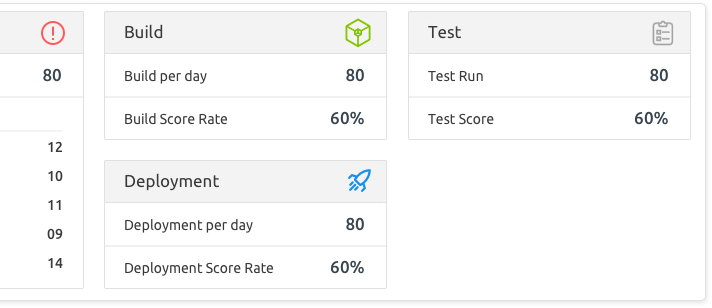 80
12
10
11
09
14
Build
Build per day 80
Build Score Rate 60%
Deployment
Deployment per day 80
Deployment Score Rate 60%
Test
Test Run 80
Test Score 60%